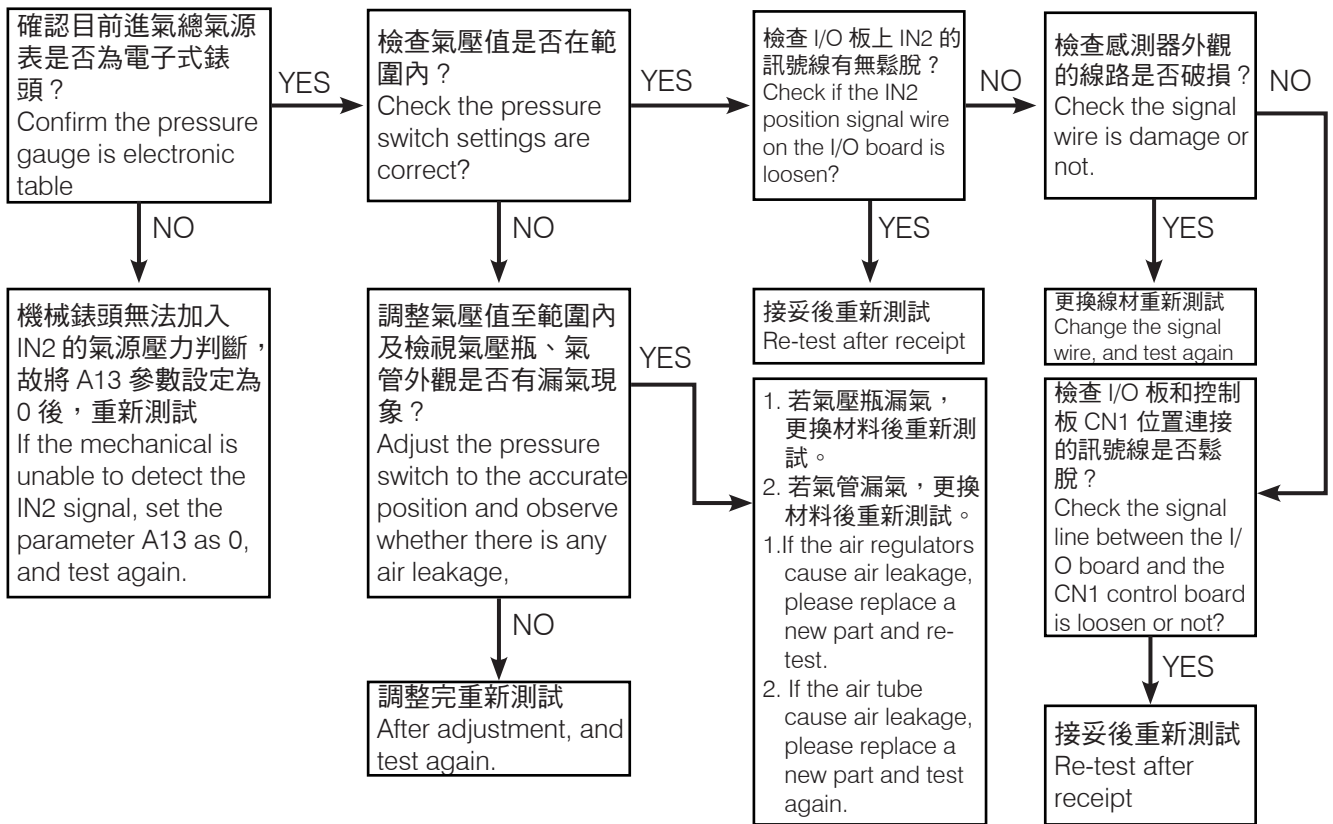 確認目前進氣總氣源
表是否為電子式錶
頭？
Confirm the pressure
gauge is electronic
table
YES
檢查氣壓值是否在範
圍內？
Check the pressure
switch settings are
correct?
YES
檢查 I/O 板上 IN2 的
訊號線有無鬆脫？
Check if the IN2
position signal wire
on the I/O board is
loosen?
NO
檢查感測器外觀
的線路是否破損？
Check the signal
wire is damage or
not.
NO
NO
NO
YES
YES
機械錶頭無法加入
IN2 的氣源壓力判斷，
故將 A13 參數設定為
0 後，重新測試
If the mechanical is
unable to detect the
IN2 signal, set the
parameter A13 as 0,
and test again.
調整氣壓值至範圍內
及檢視氣壓瓶、氣
管外觀是否有漏氣現
象？
Adjust the pressure
switch to the accurate
position and observe
whether there is any
air leakage,
YES
NO
調整完重新測試
After adjustment, and
test again.
接妥後重新測試
Re-test after receipt
1. 若氣壓瓶漏氣，
更換材料後重新測
試。
2. 若氣管漏氣，更換
材料後重新測試。
1.If the air regulators
cause air leakage,
please replace a
new part and re-
test.
2. If the air tube
cause air leakage,
please replace a
new part and test
again.
更換線材重新測試
Change the signal
wire, and test again
檢查 I/O 板和控制
板 CN1 位置連接
的訊號線是否鬆
脫？
Check the signal
line between the I/
O board and the
CN1 control board
is loosen or not?
YES
接妥後重新測試
Re-test after
receipt